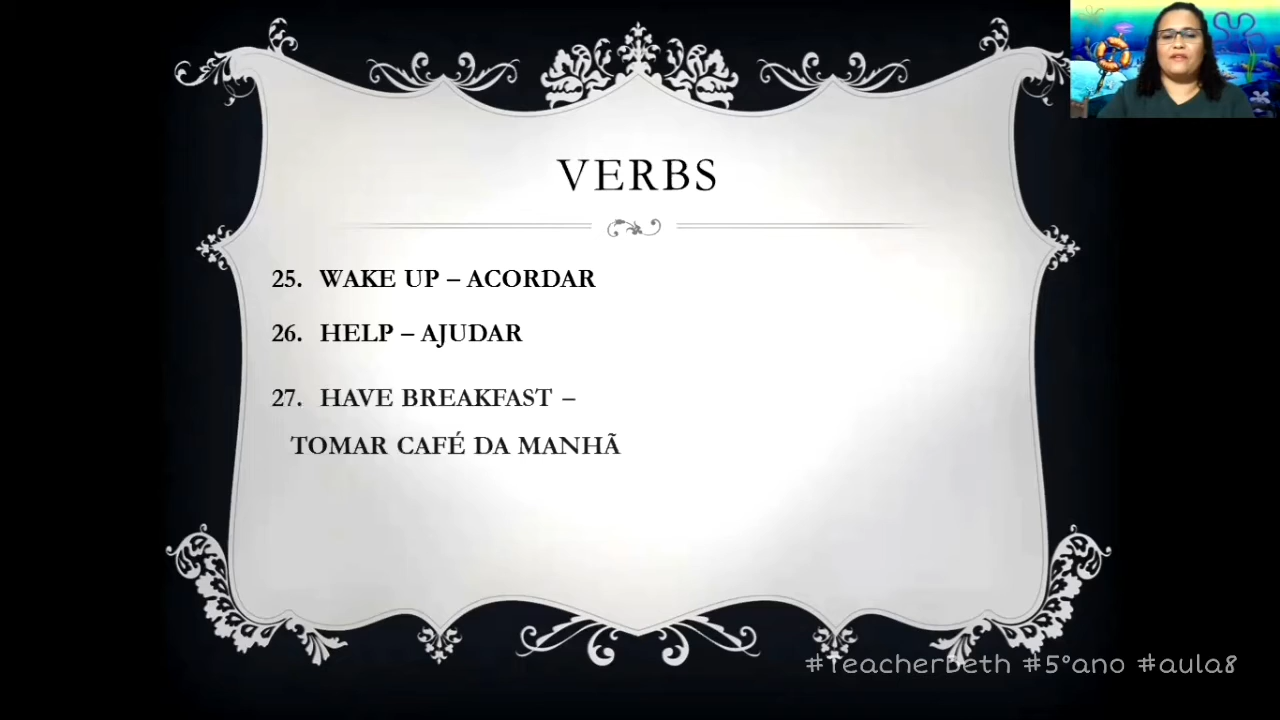 VERBS
25. WAKE UP – ACORDAR
26. HELP – AJUDAR
27. HAVE BREAKFAST –
TOMAR CAFÉ DA MANHÃ
#TeacherBeth #5°ano #aula8